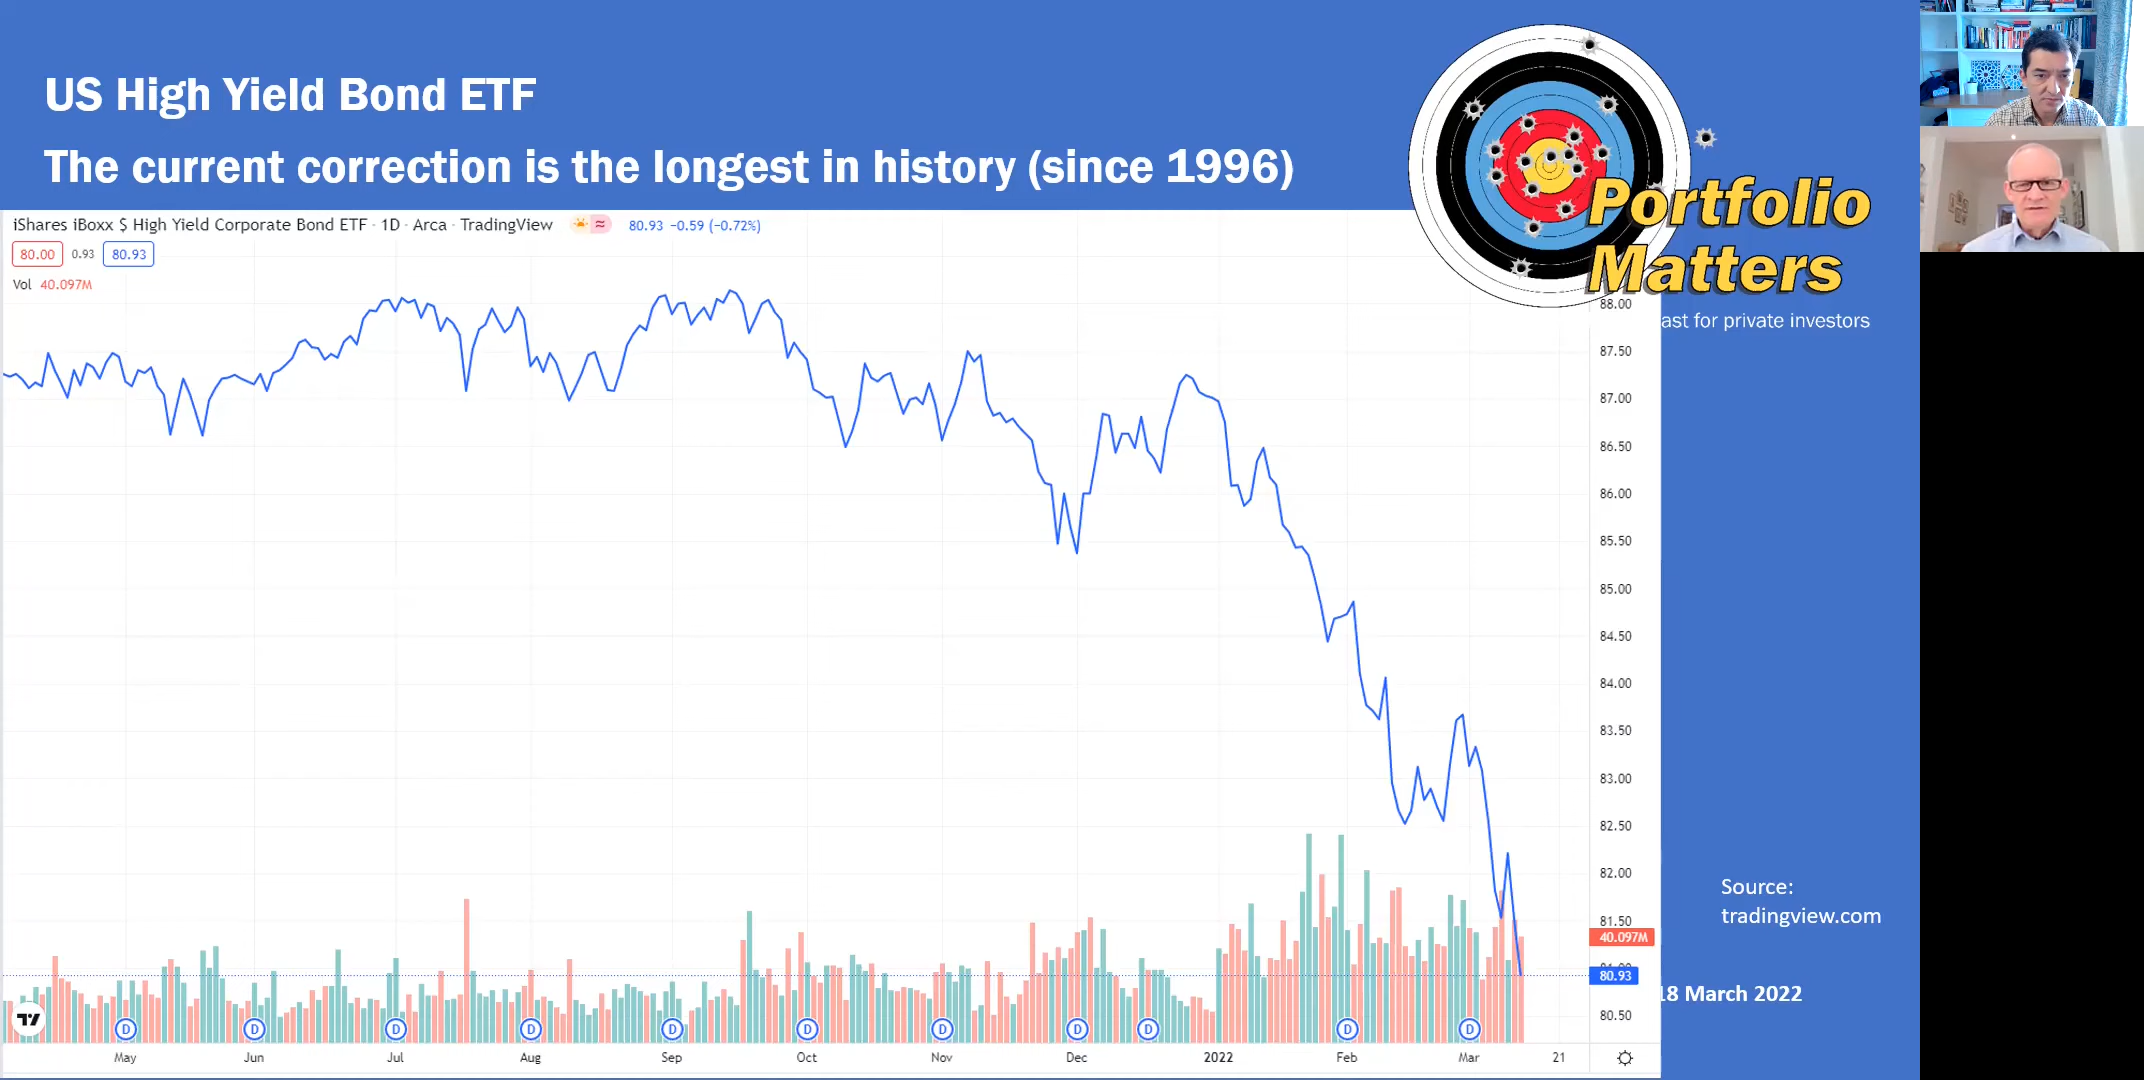 US High Yield Bond ETF
The current correction is the longest in history (since 1996)
Portfolio
Matters
ast for private investors
iShares iBoxx $ High Yield Corporate Bond ETF · 1D · Arca · TradingView 80.93 −0.59 (−0.72%)
80.00 0.93 80.93
Vol 40.097M
88.00
87.50
87.00
86.50
86.00
85.50
85.00
84.50
84.00
83.50
83.00
82.50
82.00
81.50
40.097M
80.93
80.50
Source:
tradingview.com
18 March 2022
D D D D D D D D D D D
May Jun Jul Aug Sep Oct Nov Dec 2022 Feb Mar 21